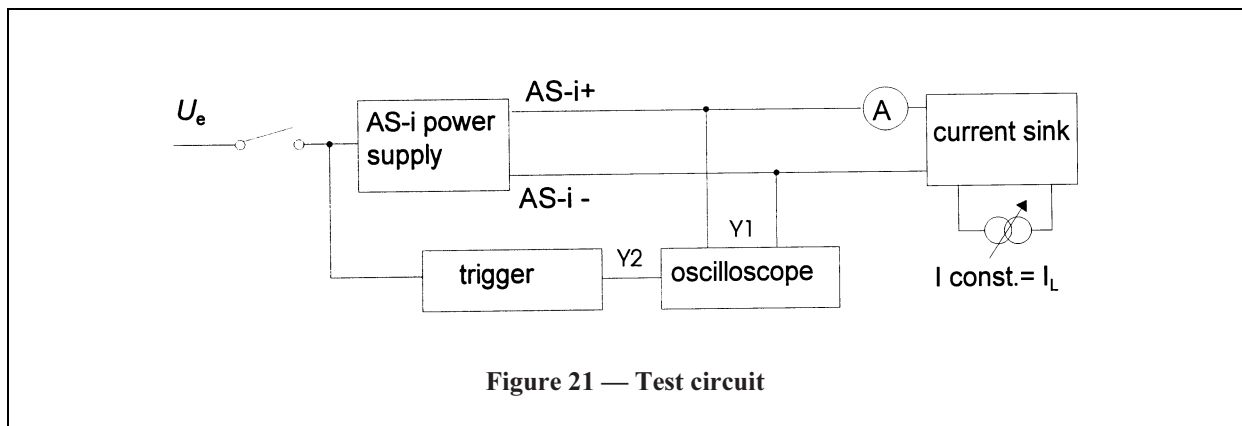 Ue
AS-i power
supply
AS-i+
AS-i -
A
current sink
trigger
Y2
Y1
oscilloscope
I const.= IL
Figure 21 — Test circuit